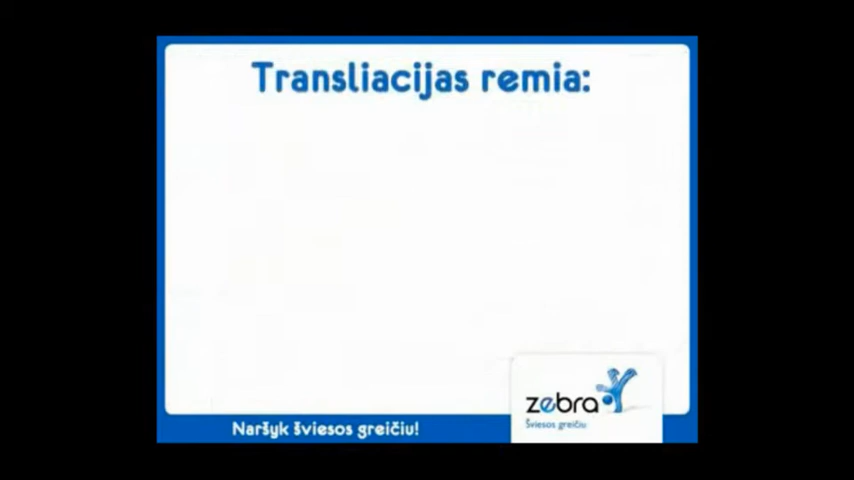 Transliacijas remia:
zebra
Šviesos greičiu
Naršyk šviesos greičiu!